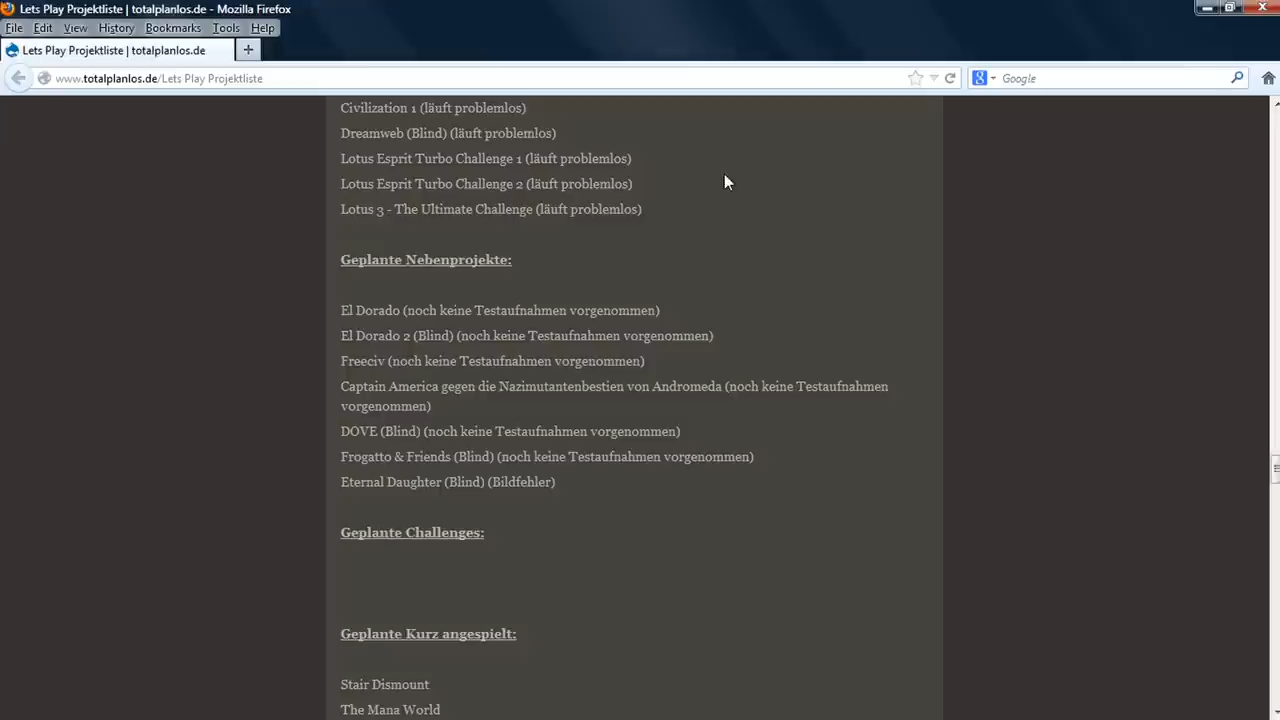 Lets Play Projektliste | totalplanlos.de - Mozilla Firefox
File Edit View History Bookmarks Tools Help
Lets Play Projektliste | totalplanlos.de
www.totalplanlos.de/Lets Play Projektliste
Google
Civilization 1 (läuft problemlos)
Dreamweb (Blind) (läuft problemlos)
Lotus Esprit Turbo Challenge 1 (läuft problemlos)
Lotus Esprit Turbo Challenge 2 (läuft problemlos)
Lotus 3 - The Ultimate Challenge (läuft problemlos)
Geplante Nebenprojekte:
El Dorado (noch keine Testaufnahmen vorgenommen)
El Dorado 2 (Blind) (noch keine Testaufnahmen vorgenommen)
Freeciv (noch keine Testaufnahmen vorgenommen)
Captain America gegen die Nazimutantenbestien von Andromeda (noch keine Testaufnahmen
vorgenommen)
DOVE (Blind) (noch keine Testaufnahmen vorgenommen)
Frogatto & Friends (Blind) (noch keine Testaufnahmen vorgenommen)
Eternal Daughter (Blind) (Bildfehler)
Geplante Challenges:
Geplante Kurz angespielt:
Stair Dismount
The Mana World